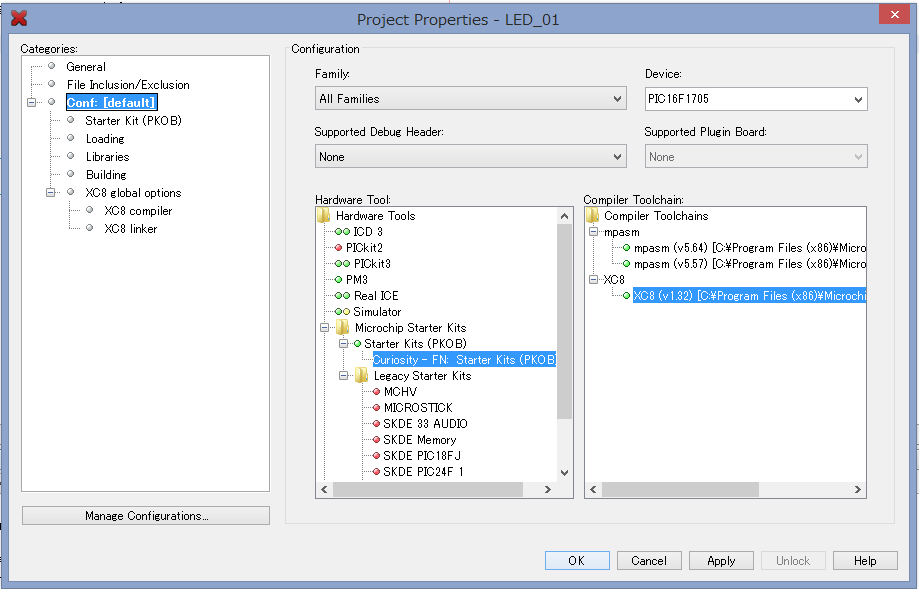 Project Properties - LED_01
Categories:
General
File Inclusion/Exclusion
Conf: [default]
Starter Kit (PKOB)
Loading
Libraries
Building
XC8 global options
XC8 compiler
XC8 linker
Manage Configurations...
Configuration
Family:
All Families
Device:
PIC16F1705
Supported Debug Header:
None
Supported Plugin Board:
None
Hardware Tool:
Hardware Tools
ICD 3
PICkit2
PICkit3
PM3
Real ICE
Simulator
Microchip Starter Kits
Starter Kits (PKOB)
Curiosity - FN: Starter Kits (PKOB
Legacy Starter Kits
MCHV
MICROSTICK
SKDE 33 AUDIO
SKDE Memory
SKDE PIC18FJ
SKDE PIC24F 1
Compiler Toolchain:
Compiler Toolchains
mpasm
mpasm (v5.64) [C:¥Program Files (x86)¥Micro
mpasm (v5.57) [C:¥Program Files (x86)¥Micro
XC8
XC8 (v1.32) [C:¥Program Files (x86)¥Microchi
OK
Cancel
Apply
Unlock
Help